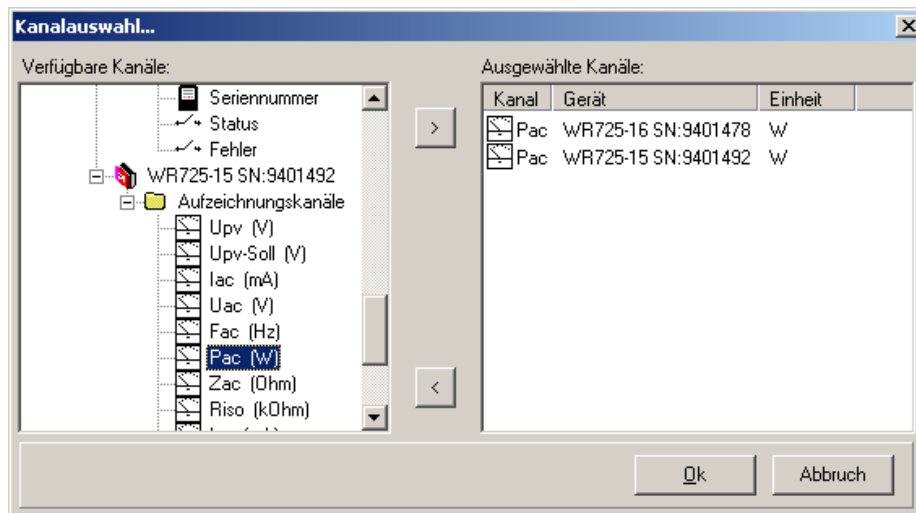 Kanalauswahl...
Verfügbare Kanäle:
Seriennummer
Status
Fehler
WR725-15 SN:9401492
Aufzeichnungskanäle
Upv (V)
Upv-Soll (V)
Iac (mA)
Uac (V)
Fac (Hz)
Pac (W)
Zac (Ohm)
Riso (kOhm)
>
<
Ausgewählte Kanäle:
Kanal Gerät Einheit
Pac WR725-16 SN:9401478 W
Pac WR725-15 SN:9401492 W
Ok Abbruch